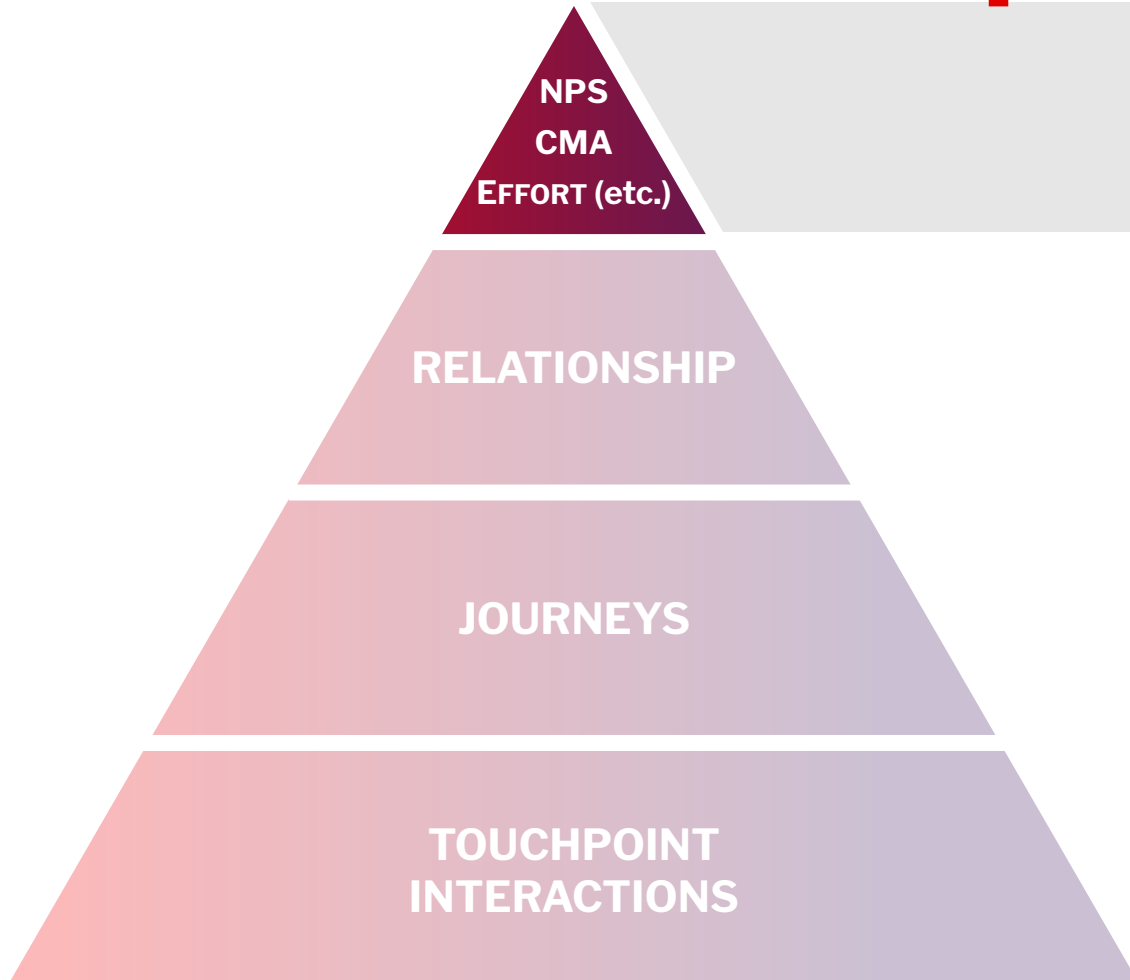 NPS
CMA
EFFORT (etc.)
RELATIONSHIP
JOURNEYS
TOUCHPOINT
INTERACTIONS